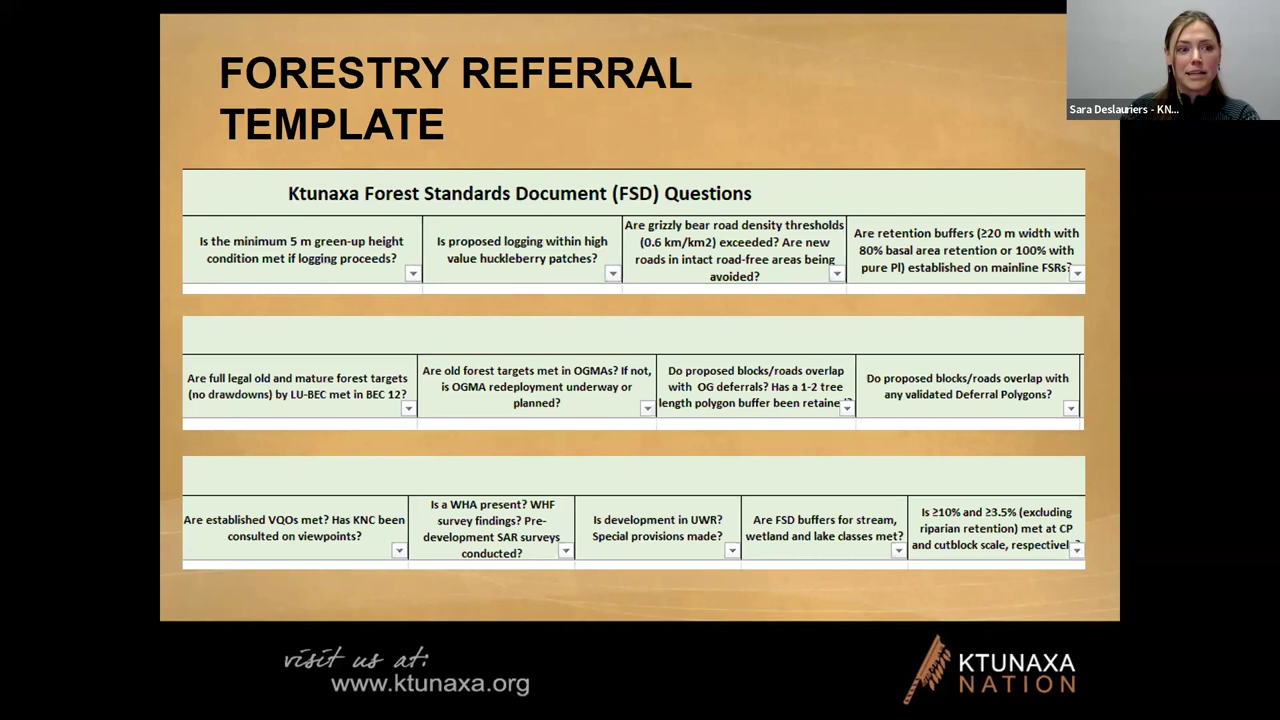 FORESTRY REFERRAL
TEMPLATE
Sara Deslauriers - KN...
Ktunaxa Forest Standards Document (FSD) Questions
Is the minimum 5 m green-up height
condition met if logging proceeds?
Is proposed logging within high
value huckleberry patches?
Are grizzly bear road density thresholds
(0.6 km/km2) exceeded? Are new
roads in intact road-free areas being
avoided?
Are retention buffers (≥20 m width with
80% basal area retention or 100% with
pure Pl) established on mainline FSRs?
Are full legal old and mature forest targets
(no drawdowns) by LU-BEC met in BEC 12?
Are old forest targets met in OGMAs? If not,
is OGMA redeployment underway or
planned?
Do proposed blocks/roads overlap
with OG deferrals? Has a 1-2 tree
length polygon buffer been retained?
Do proposed blocks/roads overlap with
any validated Deferral Polygons?
Are established VQOs met? Has KNC been
consulted on viewpoints?
Is a WHA present? WHF
survey findings? Pre-
development SAR surveys
conducted?
Is development in UWR?
Special provisions made?
Are FSD buffers for stream,
wetland and lake classes met?
Is ≥10% and ≥3.5% (excluding
riparian retention) met at CP
and cutblock scale, respectively?
visit us at:
www.ktunaxa.org
KTUNAXA
NATION